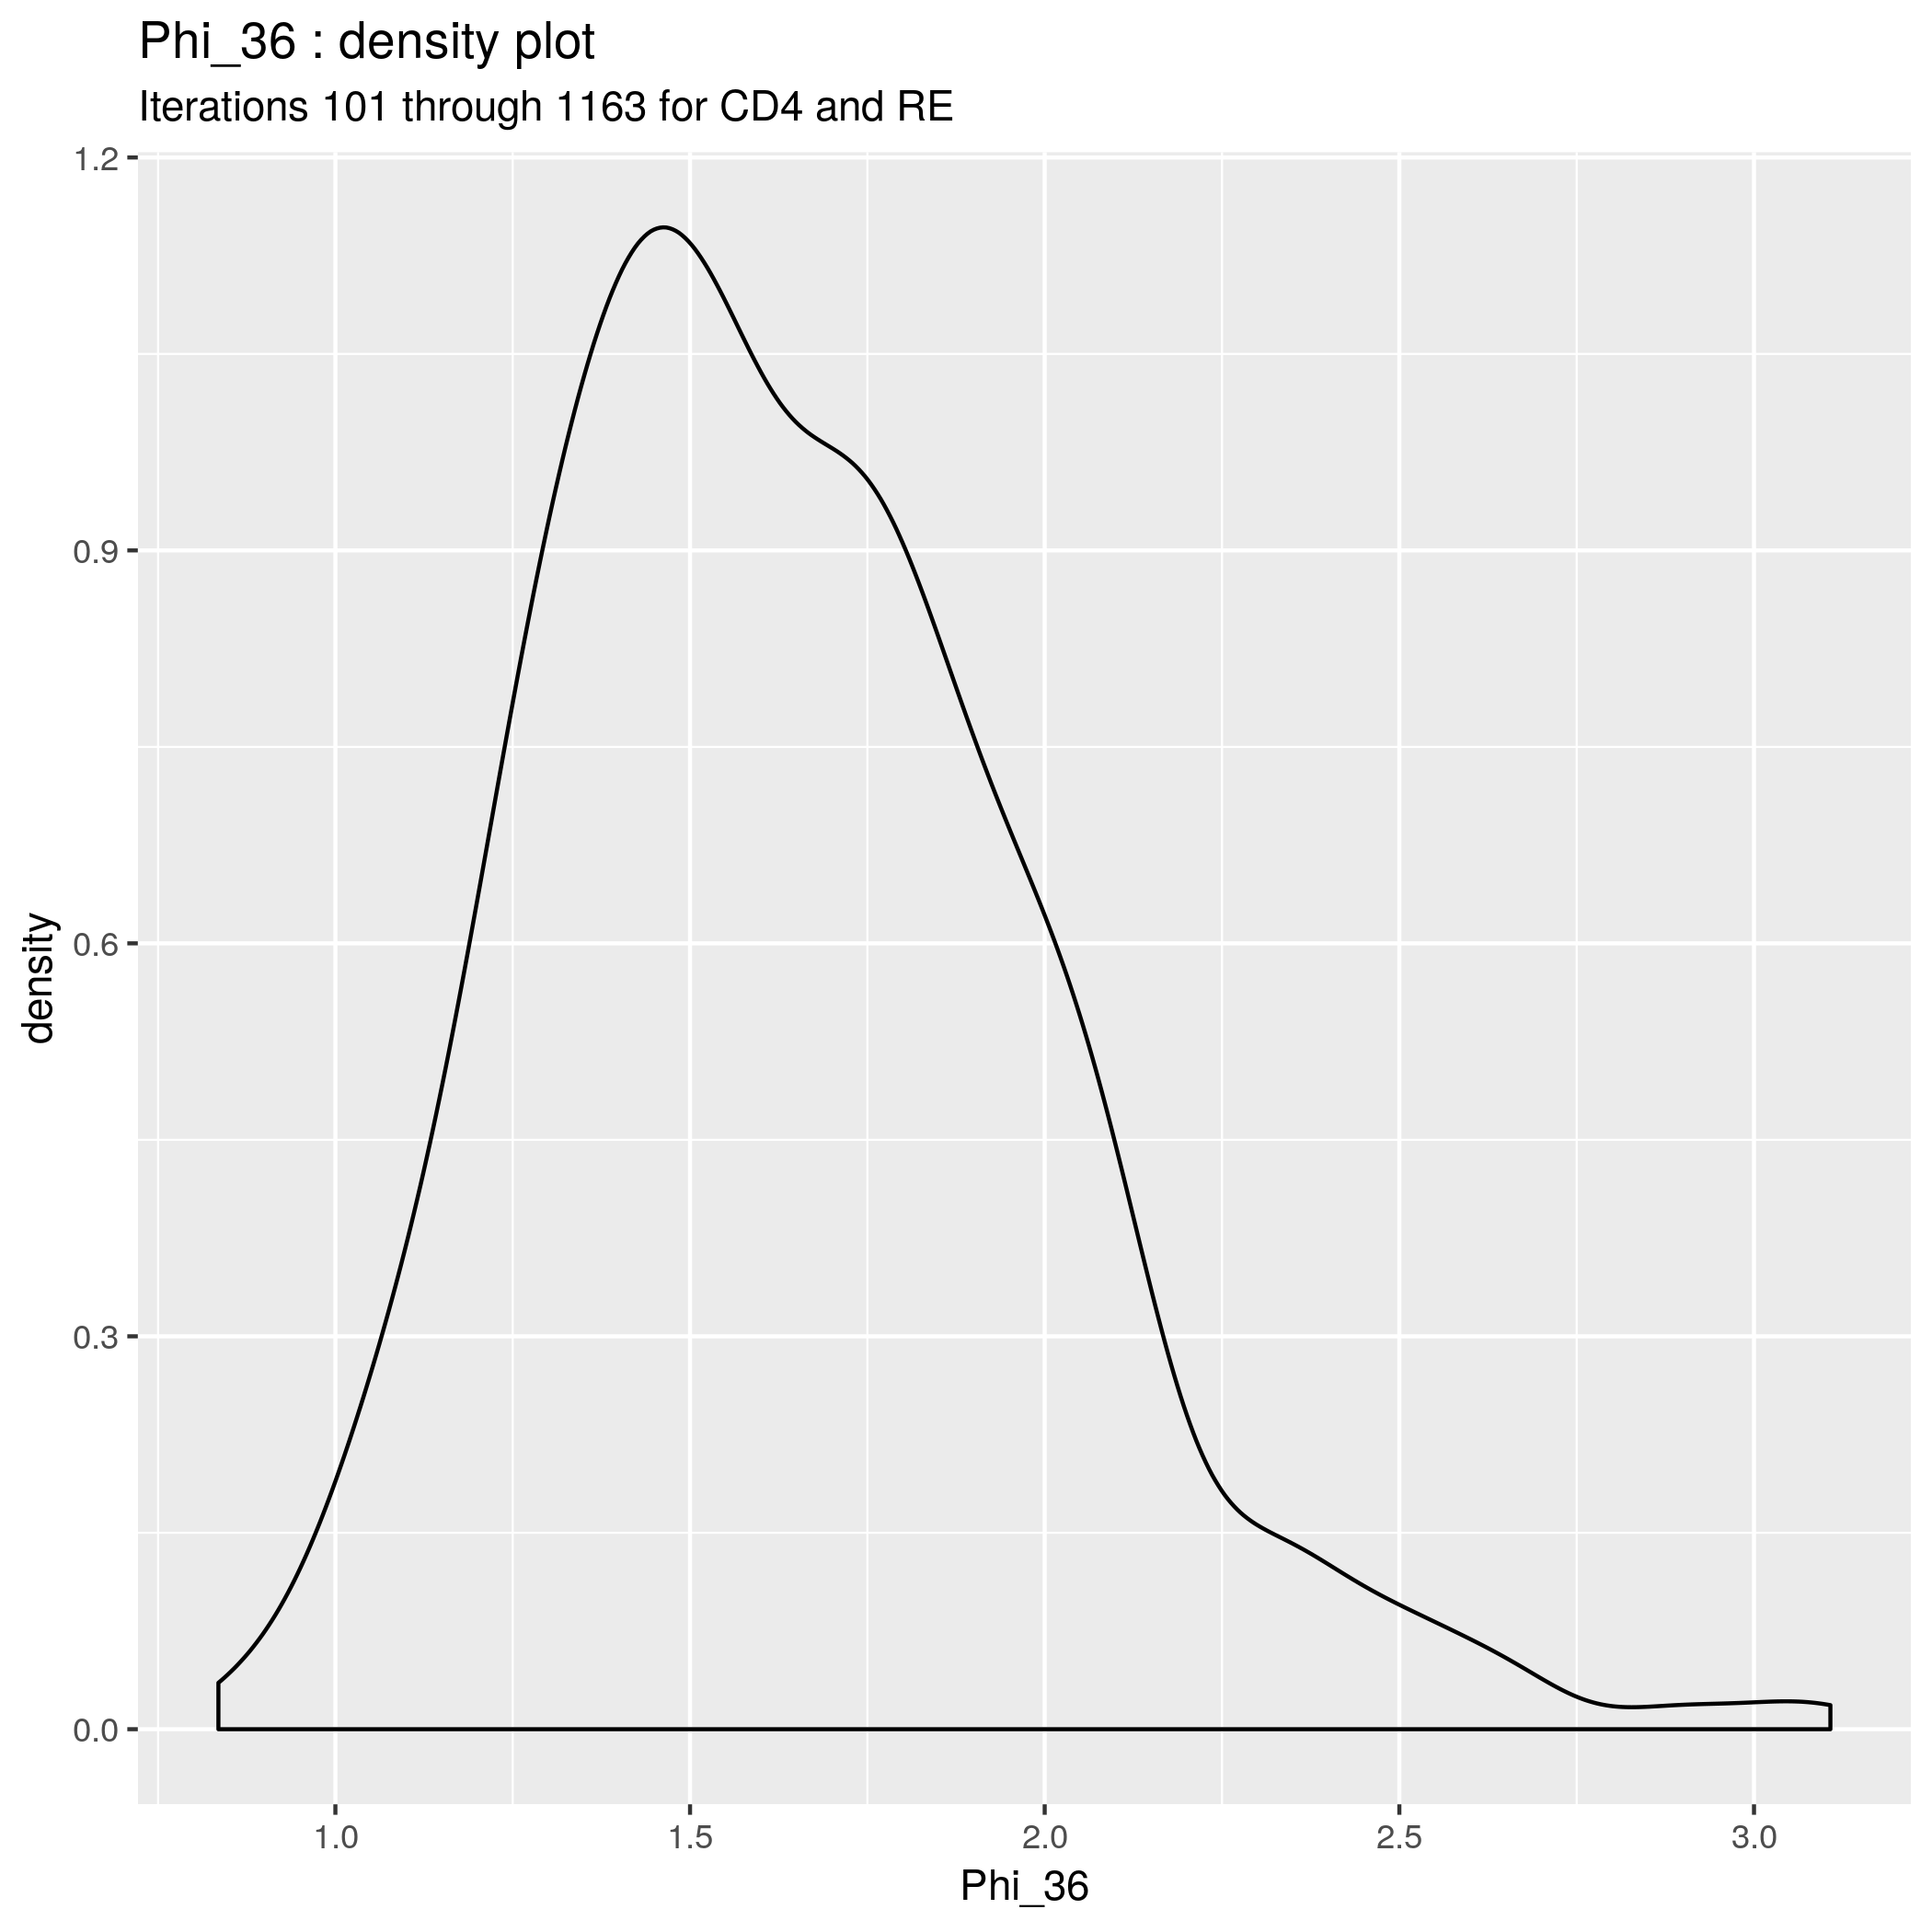 Phi_36 : density plot
Iterations 101 through 1163 for CD4 and RE
1.2
0.9
0.6
0.3
0.0
density
1.0 1.5 2.0 2.5 3.0
Phi_36